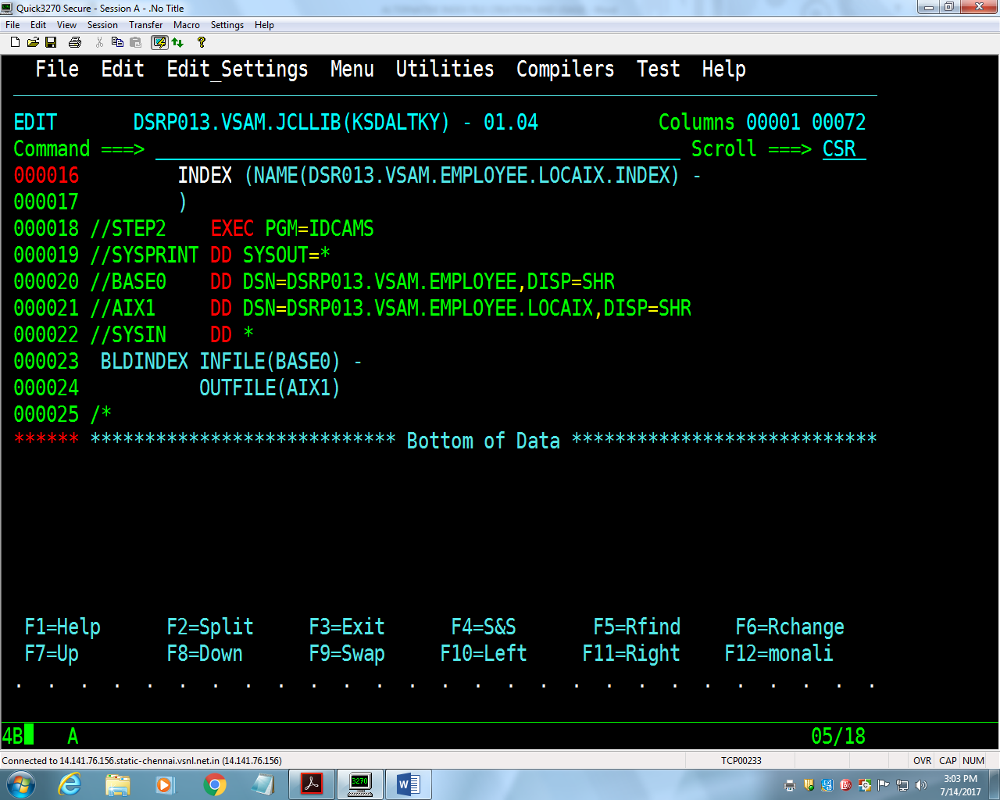 Quick3270 Secure - Session A - .No Title
File Edit View Session Transfer Macro Settings Help
File Edit Edit_Settings Menu Utilities Compilers Test Help
EDIT DSRP013.VSAM.JCLLIB(KSDALTKY) - 01.04 Columns 00001 00072
Command ===> Scroll ===> CSR
000016 INDEX (NAME(DSR013.VSAM.EMPLOYEE.LOCAIX.INDEX) -
000017 )
000018 //STEP2 EXEC PGM=IDCAMS
000019 //SYSPRINT DD SYSOUT=*
000020 //BASE0 DD DSN=DSRP013.VSAM.EMPLOYEE,DISP=SHR
000021 //AIX1 DD DSN=DSRP013.VSAM.EMPLOYEE.LOCAIX,DISP=SHR
000022 //SYSIN DD *
000023 BLDINDEX INFILE(BASE0) -
000024 OUTFILE(AIX1)
000025 /*
****** **************************** Bottom of Data ****************************
F1=Help F2=Split F3=Exit F4=S&S F5=Rfind F6=Rchange
F7=Up F8=Down F9=Swap F10=Left F11=Right F12=monali
. . . . . . . . . . . . . . . . . . . . . . . . . . .
4B A 05/18
Connected to 14.141.76.156.static-chennai.vsnl.net.in (14.141.76.156) TCP00233 OVR CAP NUM
3270
3:03 PM
7/14/2017